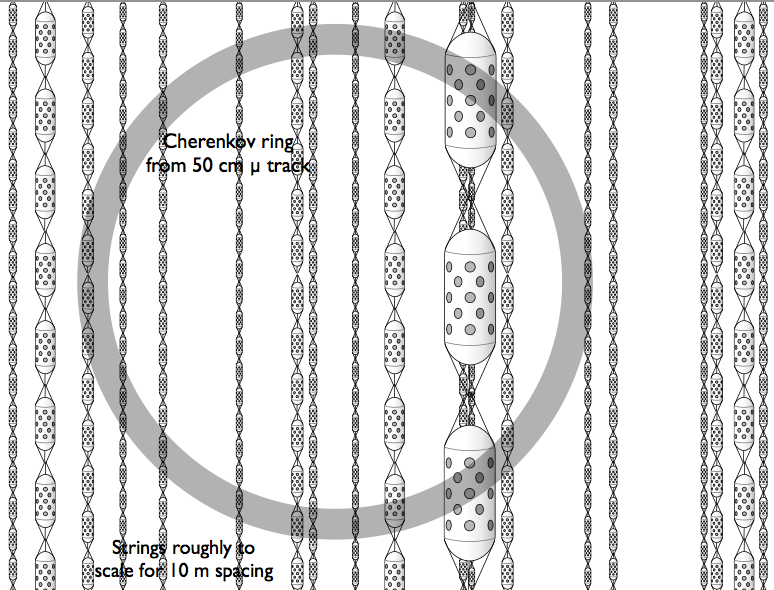 Cherenkov ring
from 50 cm μ track
Strings roughly to
scale for 10 m spacing